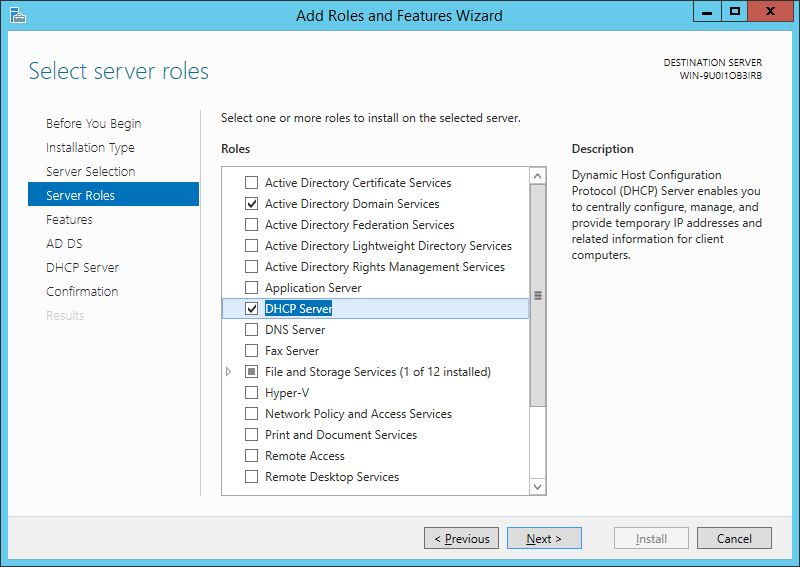 Add Roles and Features Wizard
Select server roles
DESTINATION SERVER
WIN-9U0I1OB3IRB
Before You Begin
Installation Type
Server Selection
Server Roles
Features
AD DS
DHCP Server
Confirmation
Results
Select one or more roles to install on the selected server.
Roles
Active Directory Certificate Services
Active Directory Domain Services
Active Directory Federation Services
Active Directory Lightweight Directory Services
Active Directory Rights Management Services
Application Server
DHCP Server
DNS Server
Fax Server
File and Storage Services (1 of 12 installed)
Hyper-V
Network Policy and Access Services
Print and Document Services
Remote Access
Remote Desktop Services
Description
Dynamic Host Configuration
Protocol (DHCP) Server enables you
to centrally configure, manage, and
provide temporary IP addresses and
related information for client
computers.
< Previous
Next >
Install
Cancel